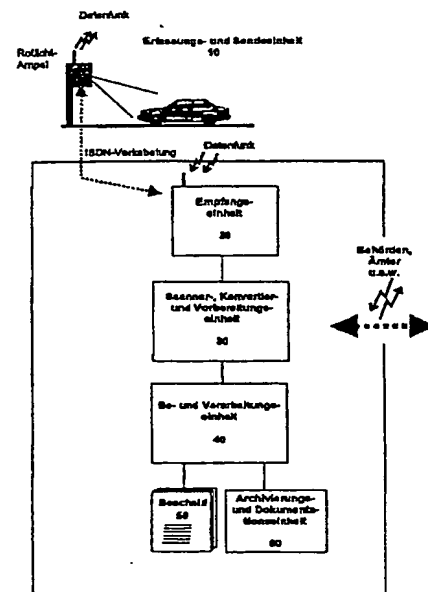 Datenfunk
Erfassungs- und Sendeeinheit
10
Rotlicht-
Ampel
ISDN-Verkabelung
Datenfunk
Empfangs-
einheit
20
Behörden,
Ämter
u.s.w.
Scanner-, Konvertier-
und Vorbereitungs-
einheit
30
Be- und Verarbeitungs-
einheit
40
Bescheid
50
Archivierungs-
und Dokumenta-
tionseinheit
60